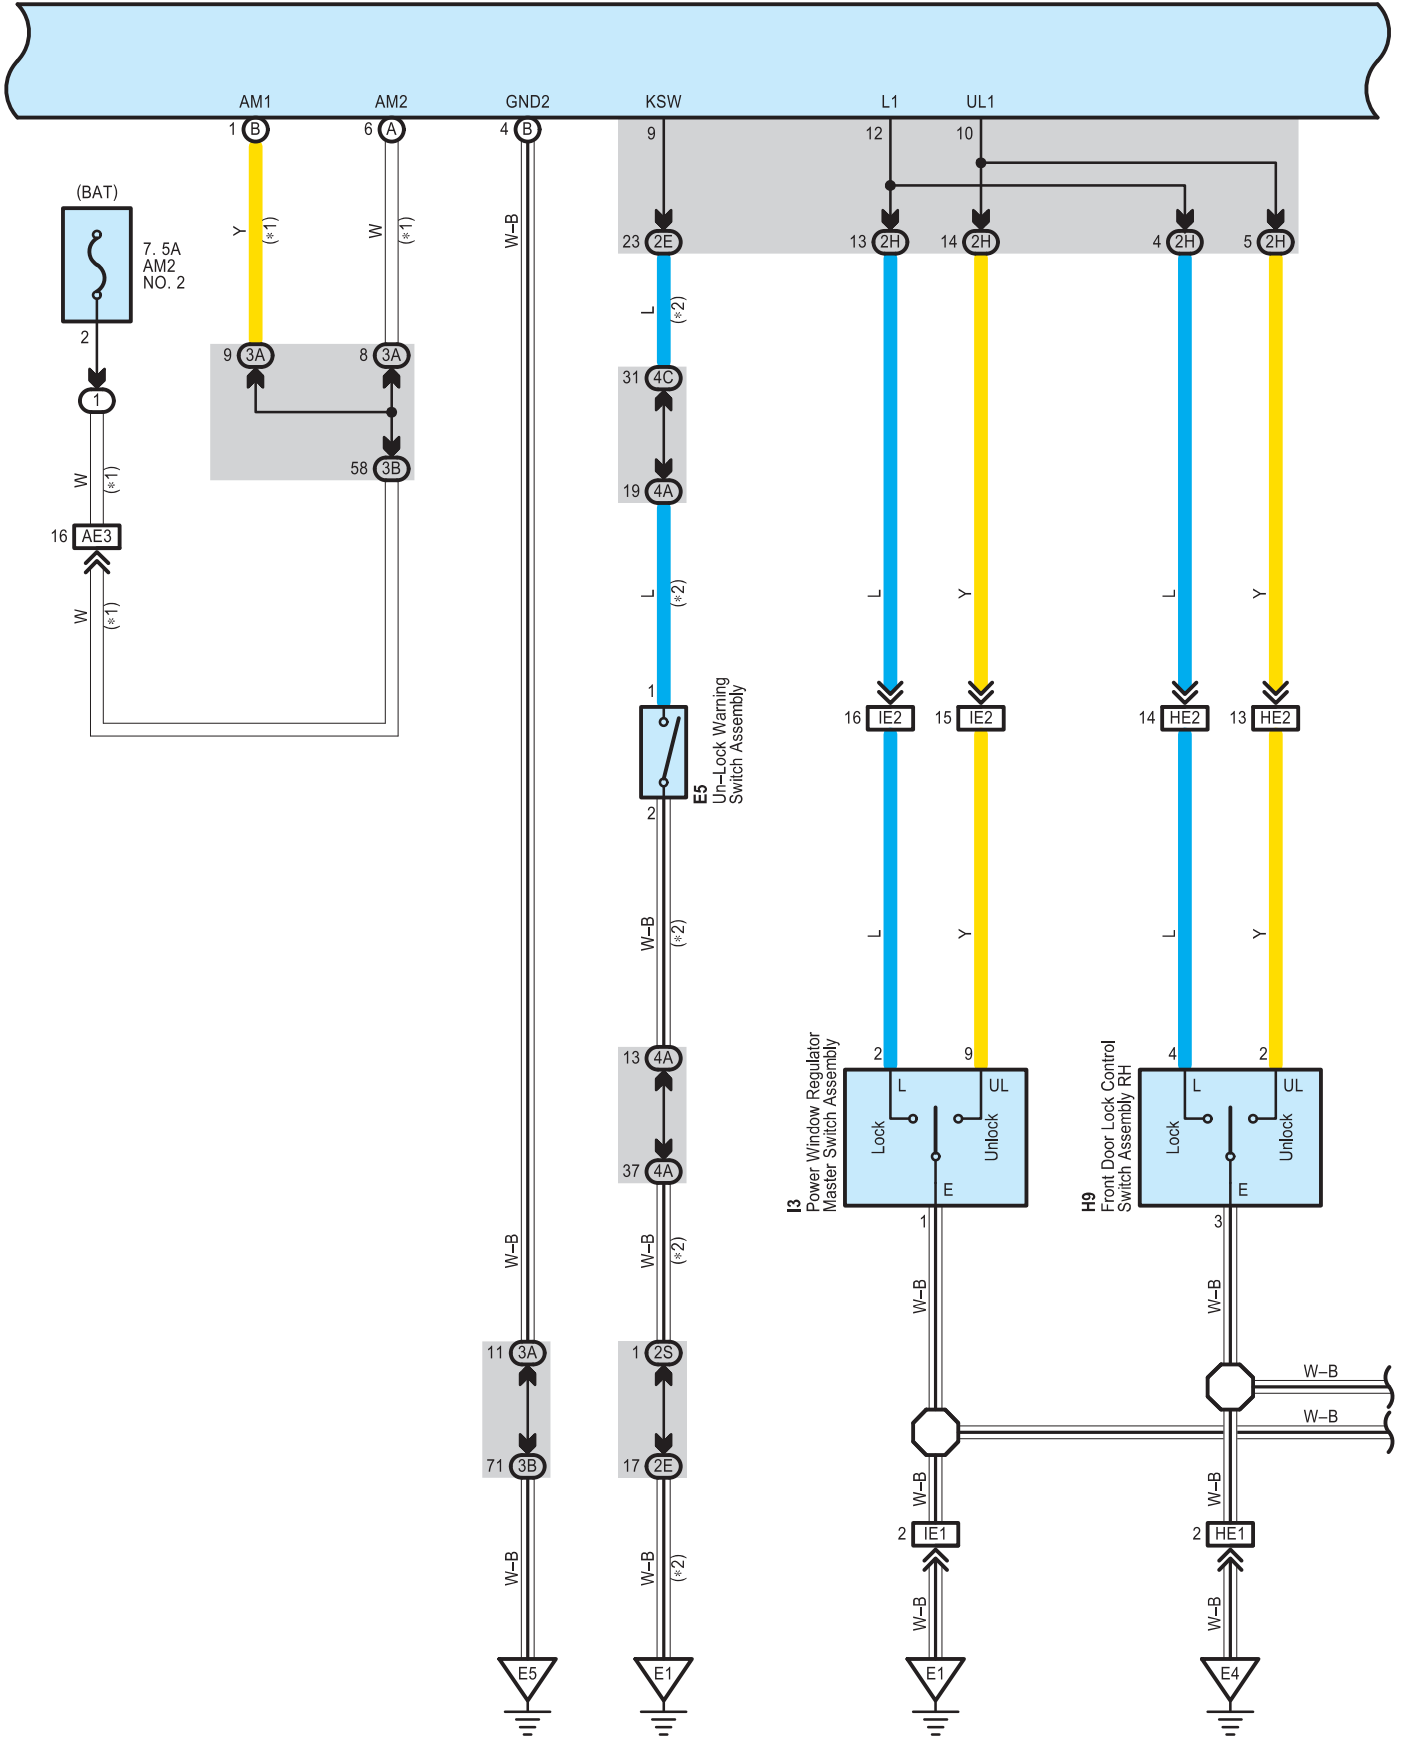 AM1 AM2 GND2 KSW L1 UL1
1 B 6 A 4 B 9 12 10
(BAT)
7. 5A
AM2
NO. 2
Y (*1) W (*1) W–B
23 2E 13 2H 14 2H 4 2H 5 2H
2
1
L (*2)
9 3A 8 3A
31 4C
58 3B
19 4A
W (*1)
16 AE3
W (*1)
L (*2) L Y L Y
1
Un–Lock Warning
Switch Assembly
E5
2
16 IE2 15 IE2 14 HE2 13 HE2
W–B (*2) L Y L Y
13 4A
37 4A
I3
Power Window Regulator
Master Switch Assembly
2 9
L UL
Lock Unlock
E
1
H9
Front Door Lock Control
Switch Assembly RH
4 2
L UL
Lock Unlock
E
3
W–B W–B (*2) W–B W–B
11 3A 1 2S
W–B
W–B
71 3B 17 2E
W–B W–B
2 IE1 2 HE1
W–B W–B (*2) W–B W–B
E5 E1 E1 E4